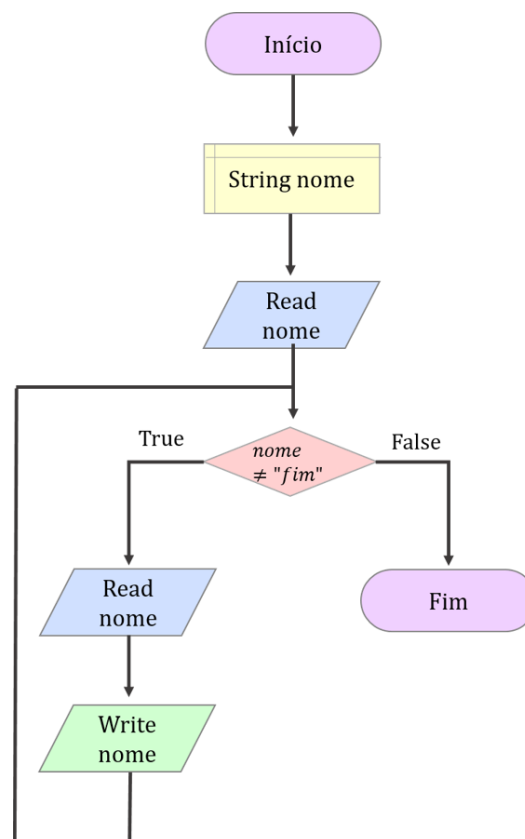 Início
String nome
Read
nome
True
False
nome
≠ "fim"
Read
nome
Fim
Write
nome